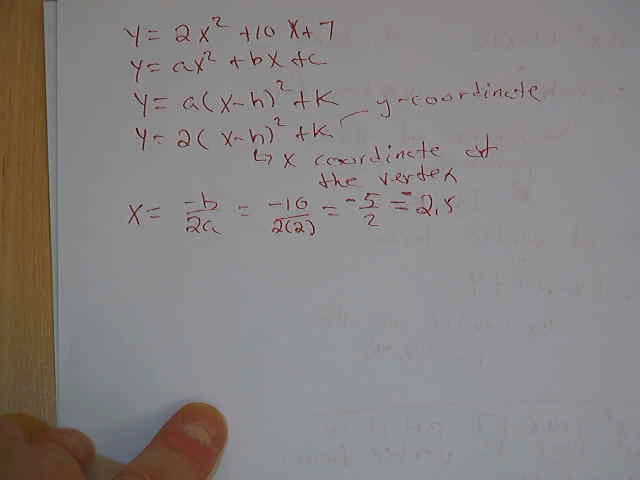 y = 2x² + 10x + 7
y = ax² + bx + c
y = a(x-h)² + k y-coordinate
y = 2(x-h)² + k
↳ x coordinate of
the vertex
x = -b/2a = -10/2(2) = -5/2 = -2.5